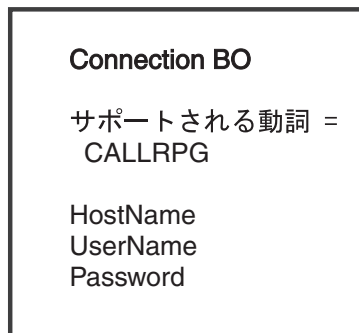 Connection BO
サポートされる動詞 =
CALLRPG
HostName
UserName
Password